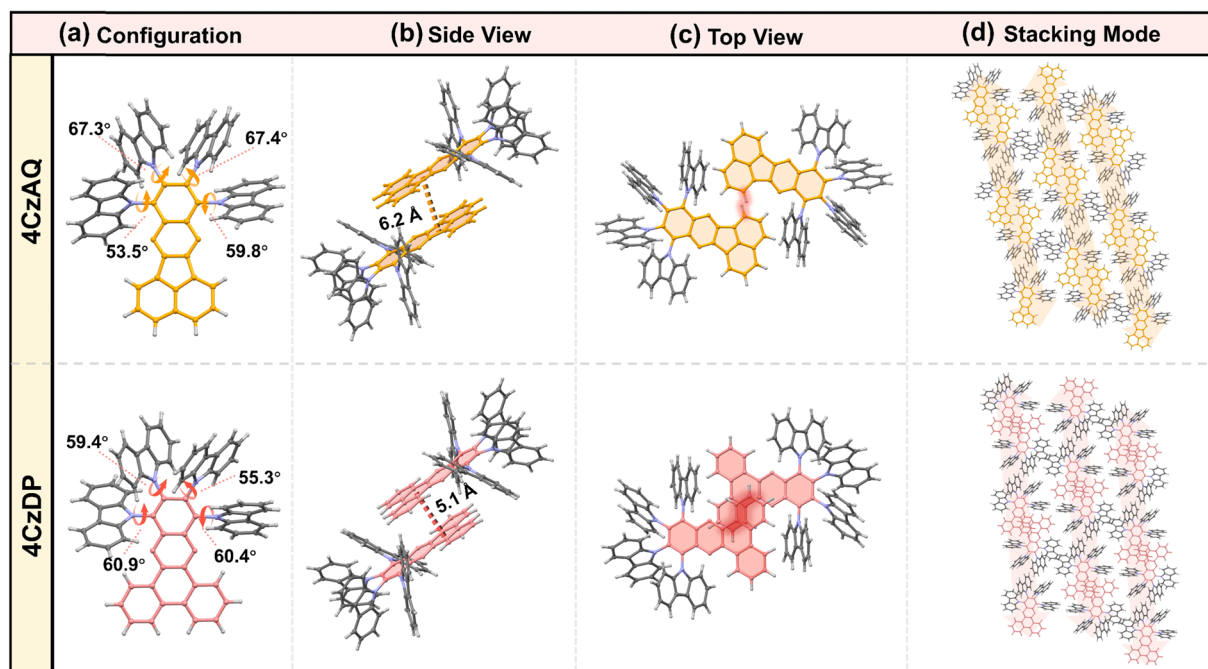 (a) Configuration
(b) Side View
(c) Top View
(d) Stacking Mode
4CzAQ
67.3°
67.4°
53.5°
59.8°
6.2 Å
4CzDP
59.4°
55.3°
60.9°
60.4°
5.1 Å